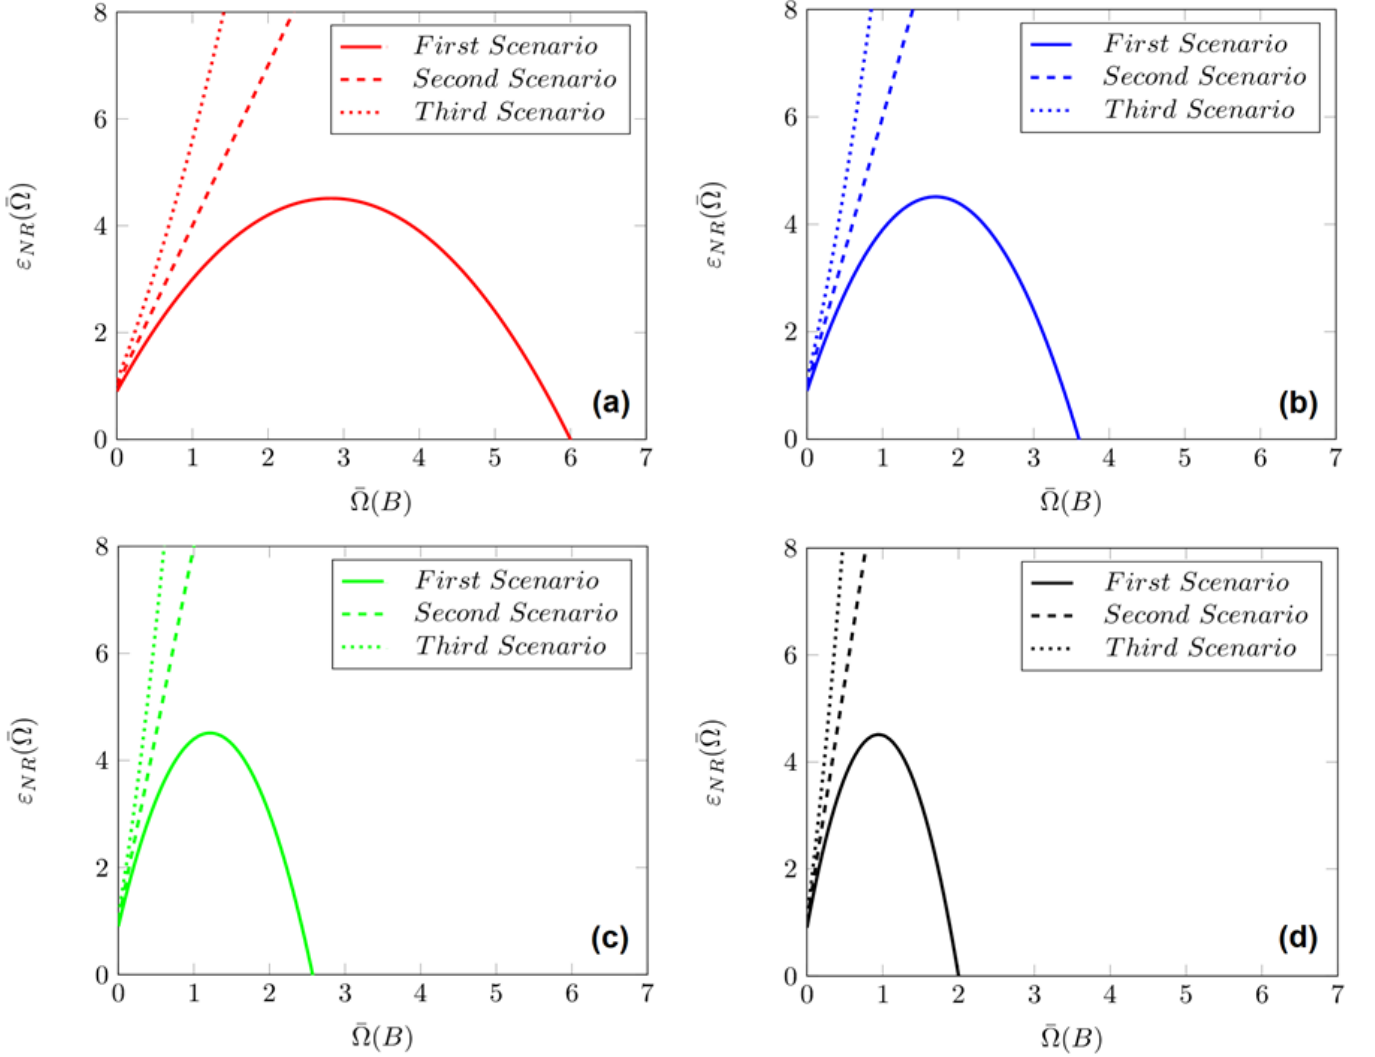 8
6
4
2
0
0 1 2 3 4 5 6 7
ε_NR(Ω̄)
Ω̄(B)
First Scenario
Second Scenario
Third Scenario
(a)
8
6
4
2
0
0 1 2 3 4 5 6 7
ε_NR(Ω̄)
Ω̄(B)
First Scenario
Second Scenario
Third Scenario
(b)
8
6
4
2
0
0 1 2 3 4 5 6 7
ε_NR(Ω̄)
Ω̄(B)
First Scenario
Second Scenario
Third Scenario
(c)
8
6
4
2
0
0 1 2 3 4 5 6 7
ε_NR(Ω̄)
Ω̄(B)
First Scenario
Second Scenario
Third Scenario
(d)